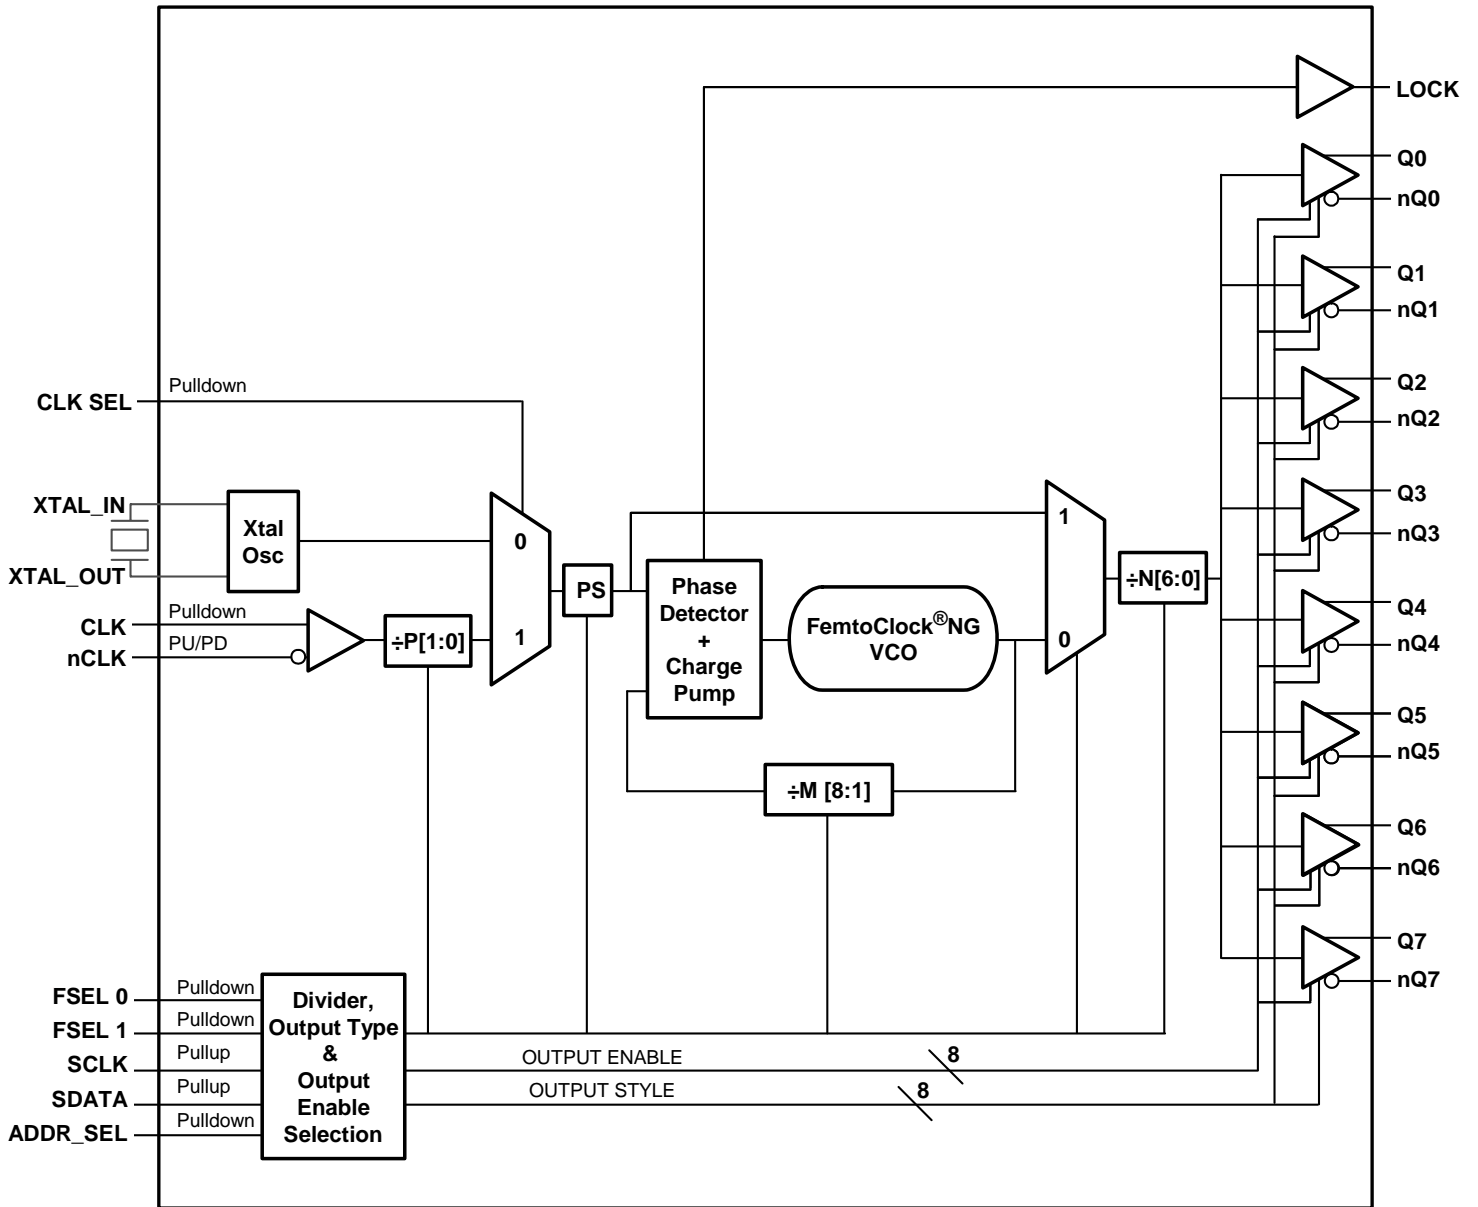 LOCK
Q0
nQ0
Q1
nQ1
Q2
nQ2
Q3
nQ3
Q4
nQ4
Q5
nQ5
Q6
nQ6
Q7
nQ7
CLK SEL
Pulldown
XTAL_IN
XTAL_OUT
Xtal
Osc
CLK
Pulldown
nCLK
PU/PD
÷P[1:0]
0
1
PS
Phase
Detector
+
Charge
Pump
FemtoClock®NG
VCO
÷M [8:1]
1
0
÷N[6:0]
FSEL 0
Pulldown
FSEL 1
Pulldown
SCLK
Pullup
SDATA
Pullup
ADDR_SEL
Pulldown
Divider,
Output Type
&
Output
Enable
Selection
OUTPUT ENABLE
8
OUTPUT STYLE
8